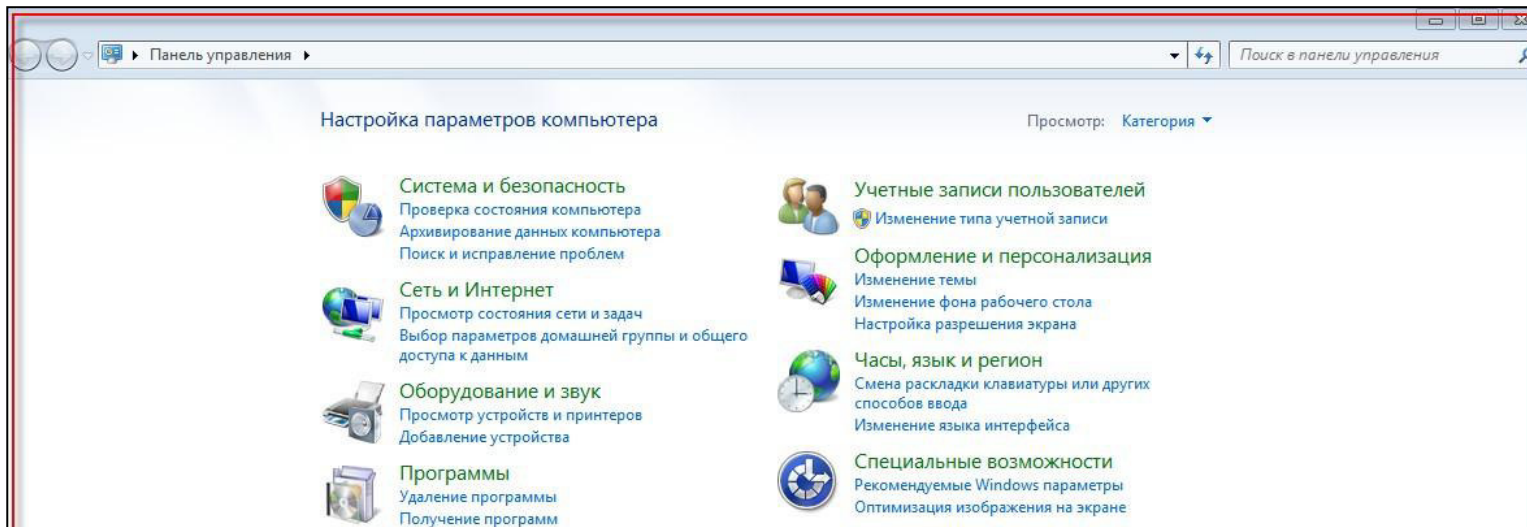 Панель управления
Поиск в панели управления
Настройка параметров компьютера
Просмотр: Категория
Система и безопасность
Проверка состояния компьютера
Архивирование данных компьютера
Поиск и исправление проблем
Сеть и Интернет
Просмотр состояния сети и задач
Выбор параметров домашней группы и общего
доступа к данным
Оборудование и звук
Просмотр устройств и принтеров
Добавление устройства
Программы
Удаление программы
Получение программ
Учетные записи пользователей
Изменение типа учетной записи
Оформление и персонализация
Изменение темы
Изменение фона рабочего стола
Настройка разрешения экрана
Часы, язык и регион
Смена раскладки клавиатуры или других
способов ввода
Изменение языка интерфейса
Специальные возможности
Рекомендуемые Windows параметры
Оптимизация изображения на экране